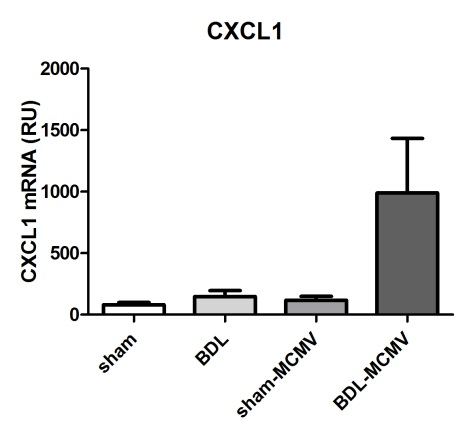 CXCL1
CXCL1 mRNA (RU)
2000
1500
1000
500
0
sham
BDL
sham-MCMV
BDL-MCMV